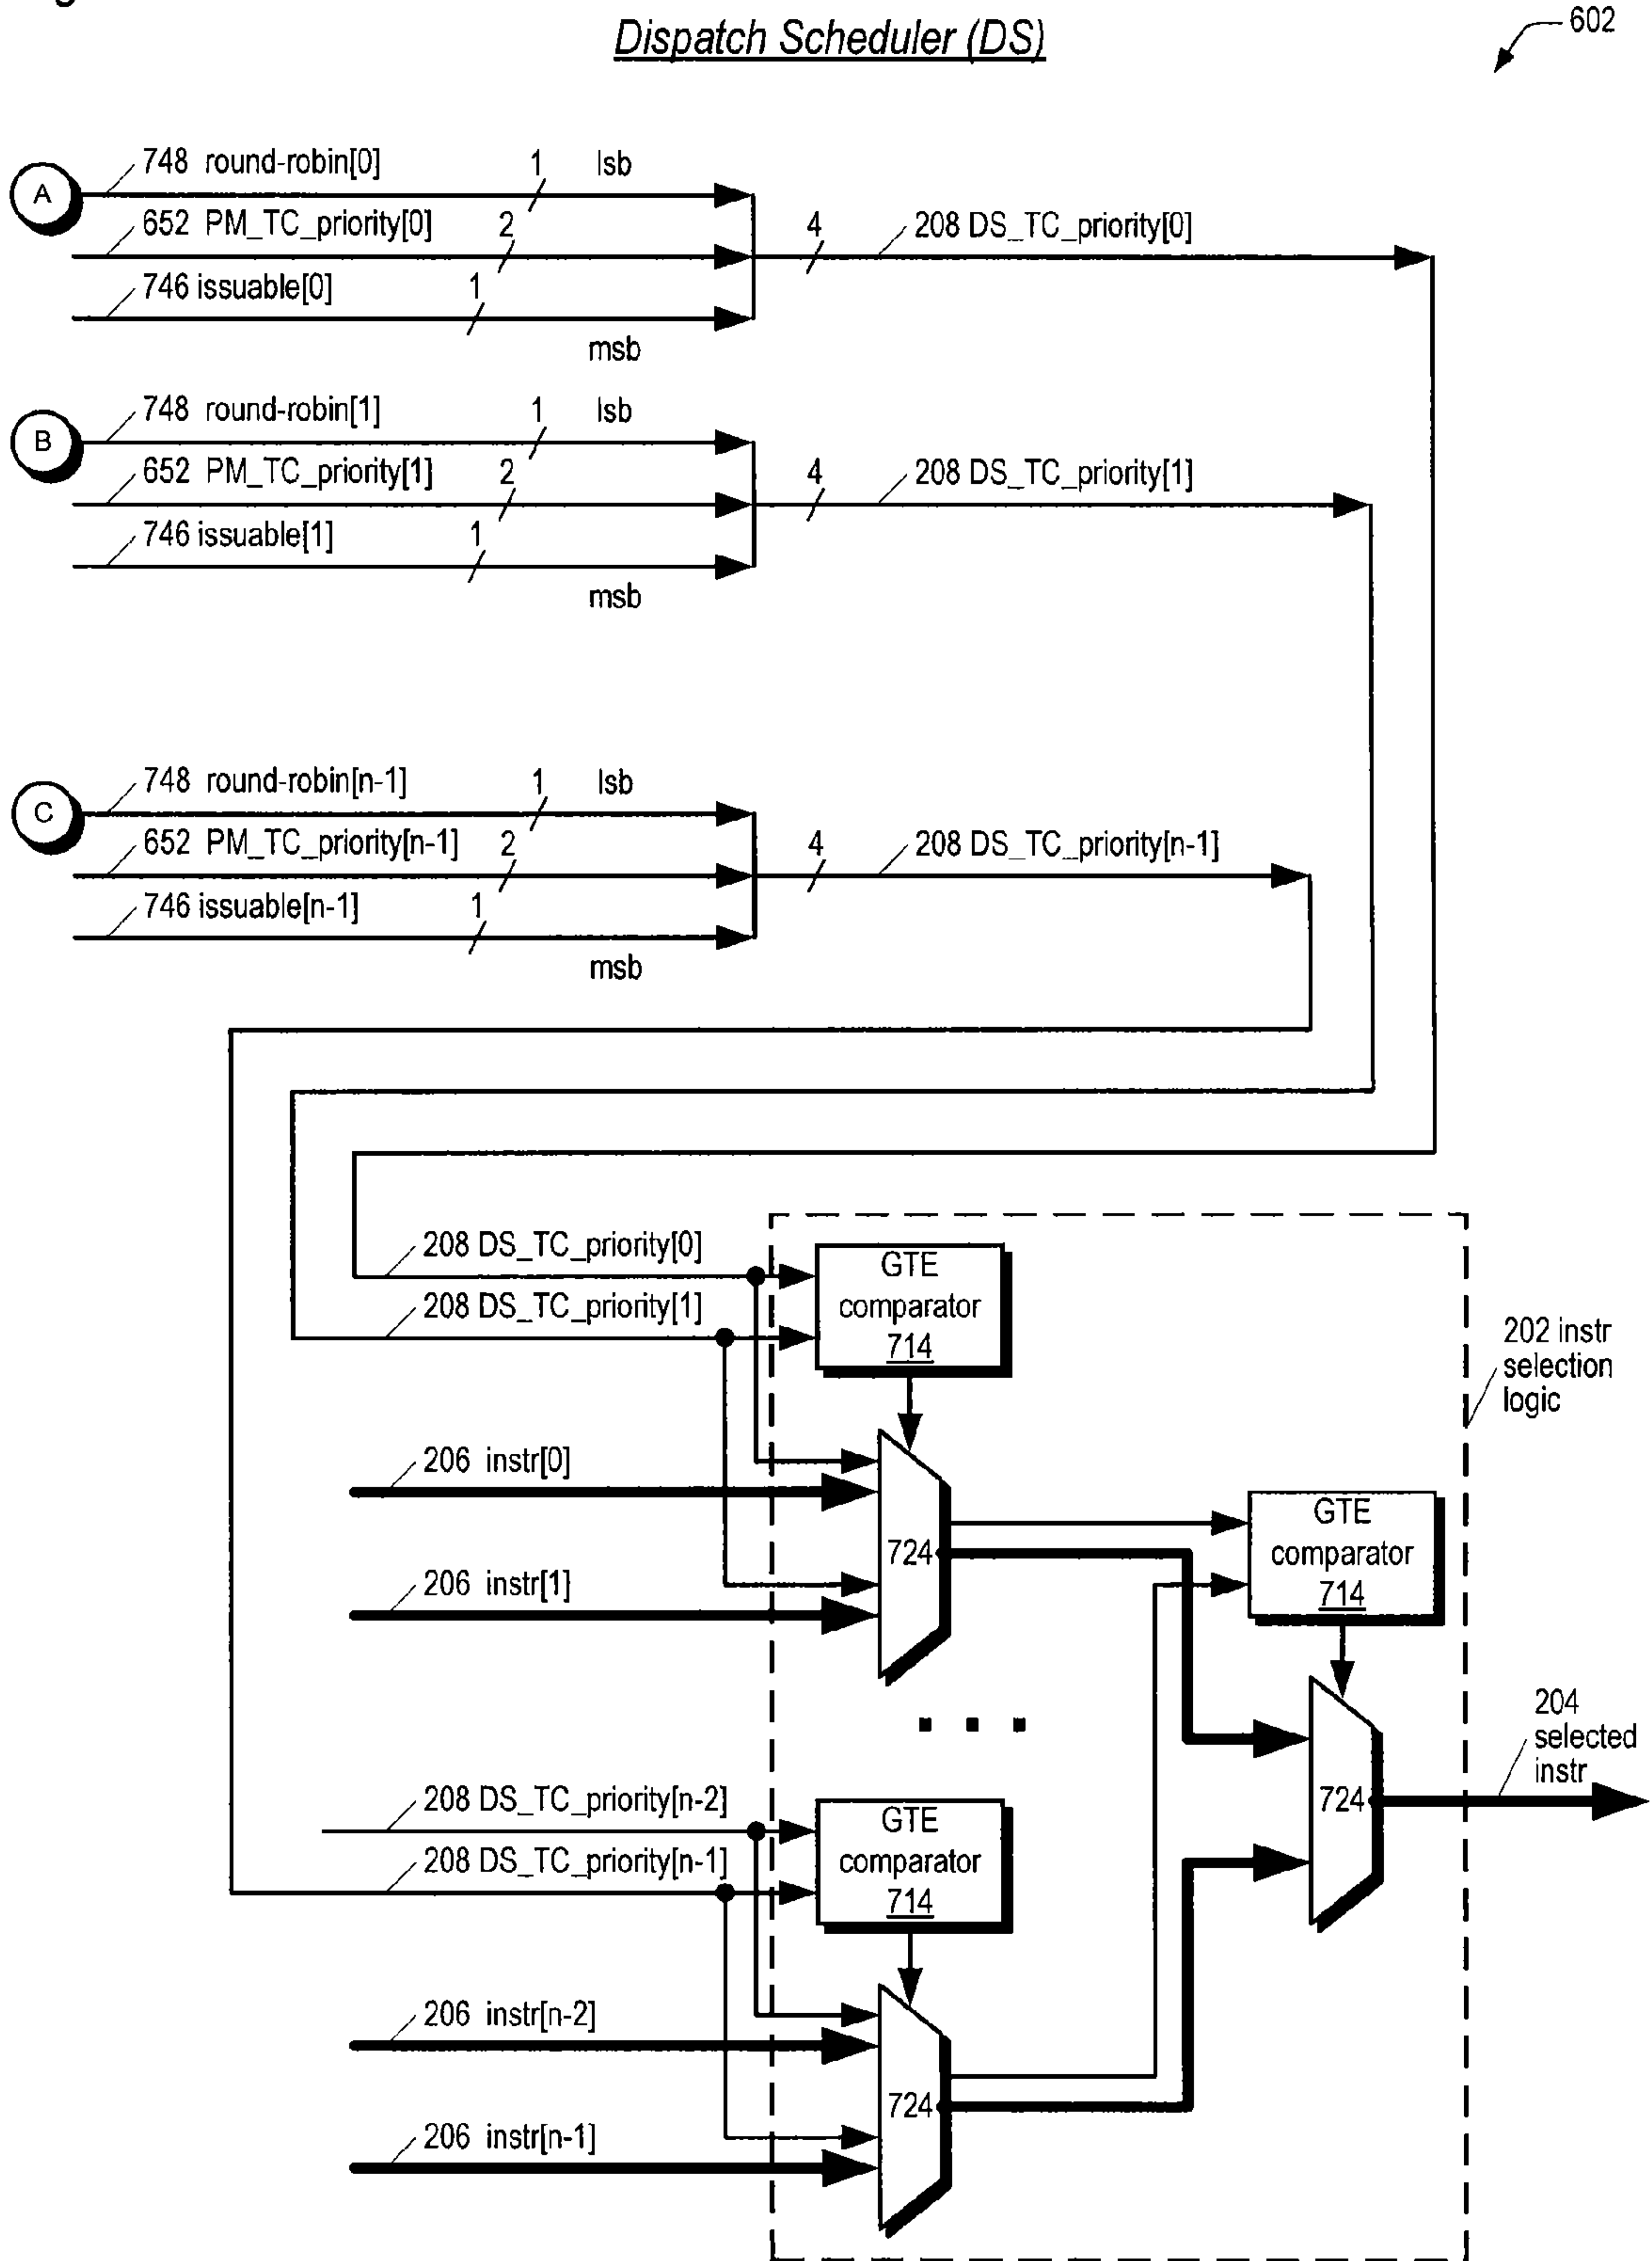 Dispatch Scheduler (DS)
602
A
748 round-robin[0]
1
lsb
652 PM_TC_priority[0]
2
4
208 DS_TC_priority[0]
746 issuable[0]
1
msb
B
748 round-robin[1]
1
lsb
652 PM_TC_priority[1]
2
4
208 DS_TC_priority[1]
746 issuable[1]
1
msb
C
748 round-robin[n-1]
1
lsb
652 PM_TC_priority[n-1]
2
4
208 DS_TC_priority[n-1]
746 issuable[n-1]
1
msb
208 DS_TC_priority[0]
208 DS_TC_priority[1]
GTE
comparator
714
202 instr
selection
logic
206 instr[0]
206 instr[1]
724
GTE
comparator
714
204
selected
instr
724
208 DS_TC_priority[n-2]
208 DS_TC_priority[n-1]
GTE
comparator
714
206 instr[n-2]
206 instr[n-1]
724